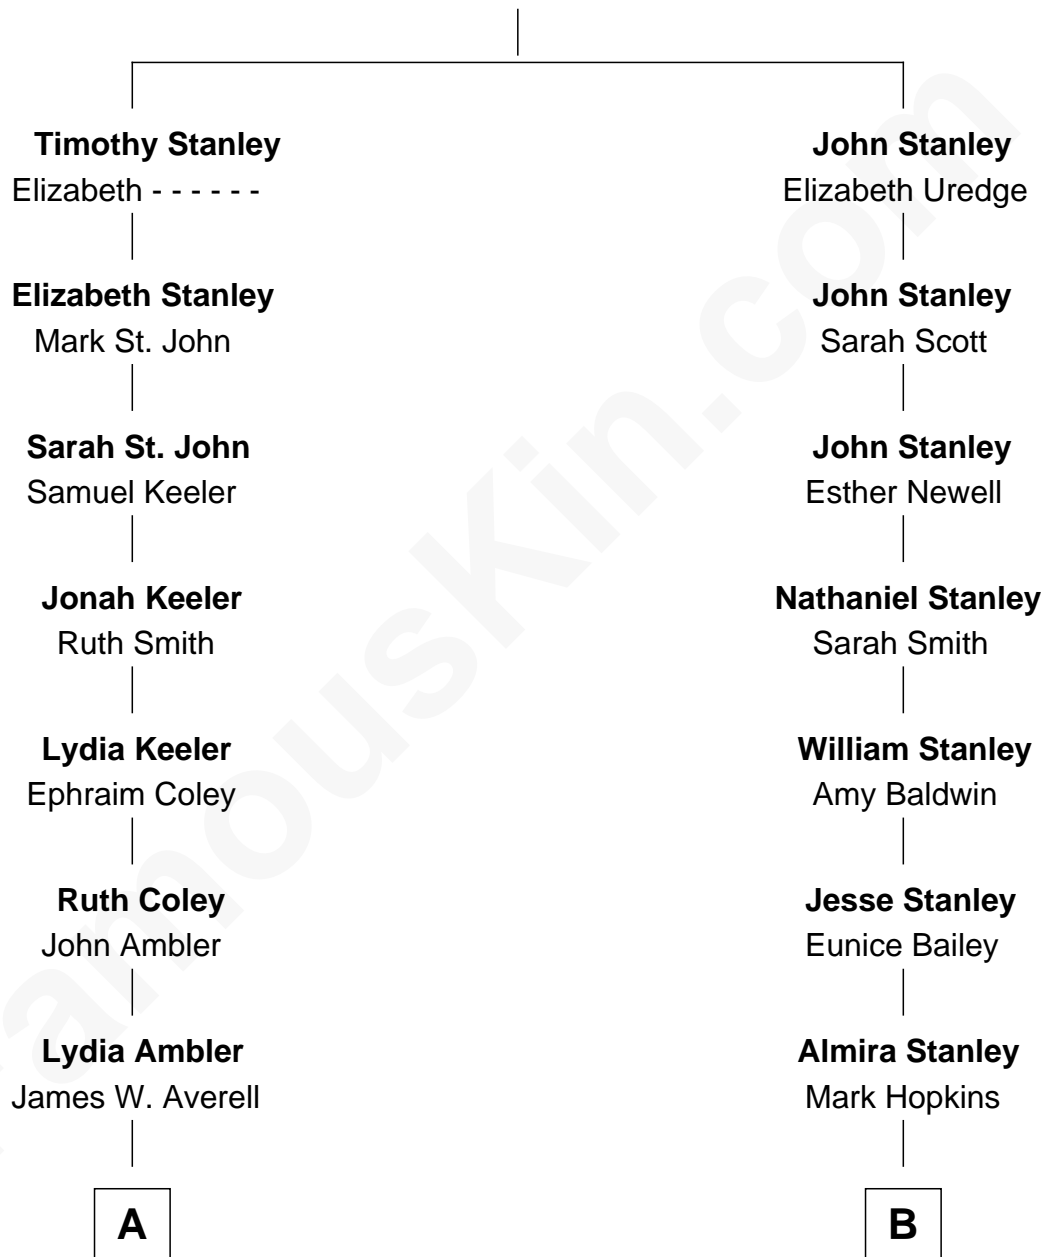 Timothy Stanley
Elizabeth - - - - - -
Elizabeth Stanley
Mark St. John
Sarah St. John
Samuel Keeler
Jonah Keeler
Ruth Smith
Lydia Keeler
Ephraim Coley
Ruth Coley
John Ambler
Lydia Ambler
James W. Averell
A
John Stanley
Elizabeth Uredge
John Stanley
Sarah Scott
John Stanley
Esther Newell
Nathaniel Stanley
Sarah Smith
William Stanley
Amy Baldwin
Jesse Stanley
Eunice Bailey
Almira Stanley
Mark Hopkins
B
FamousKin.com